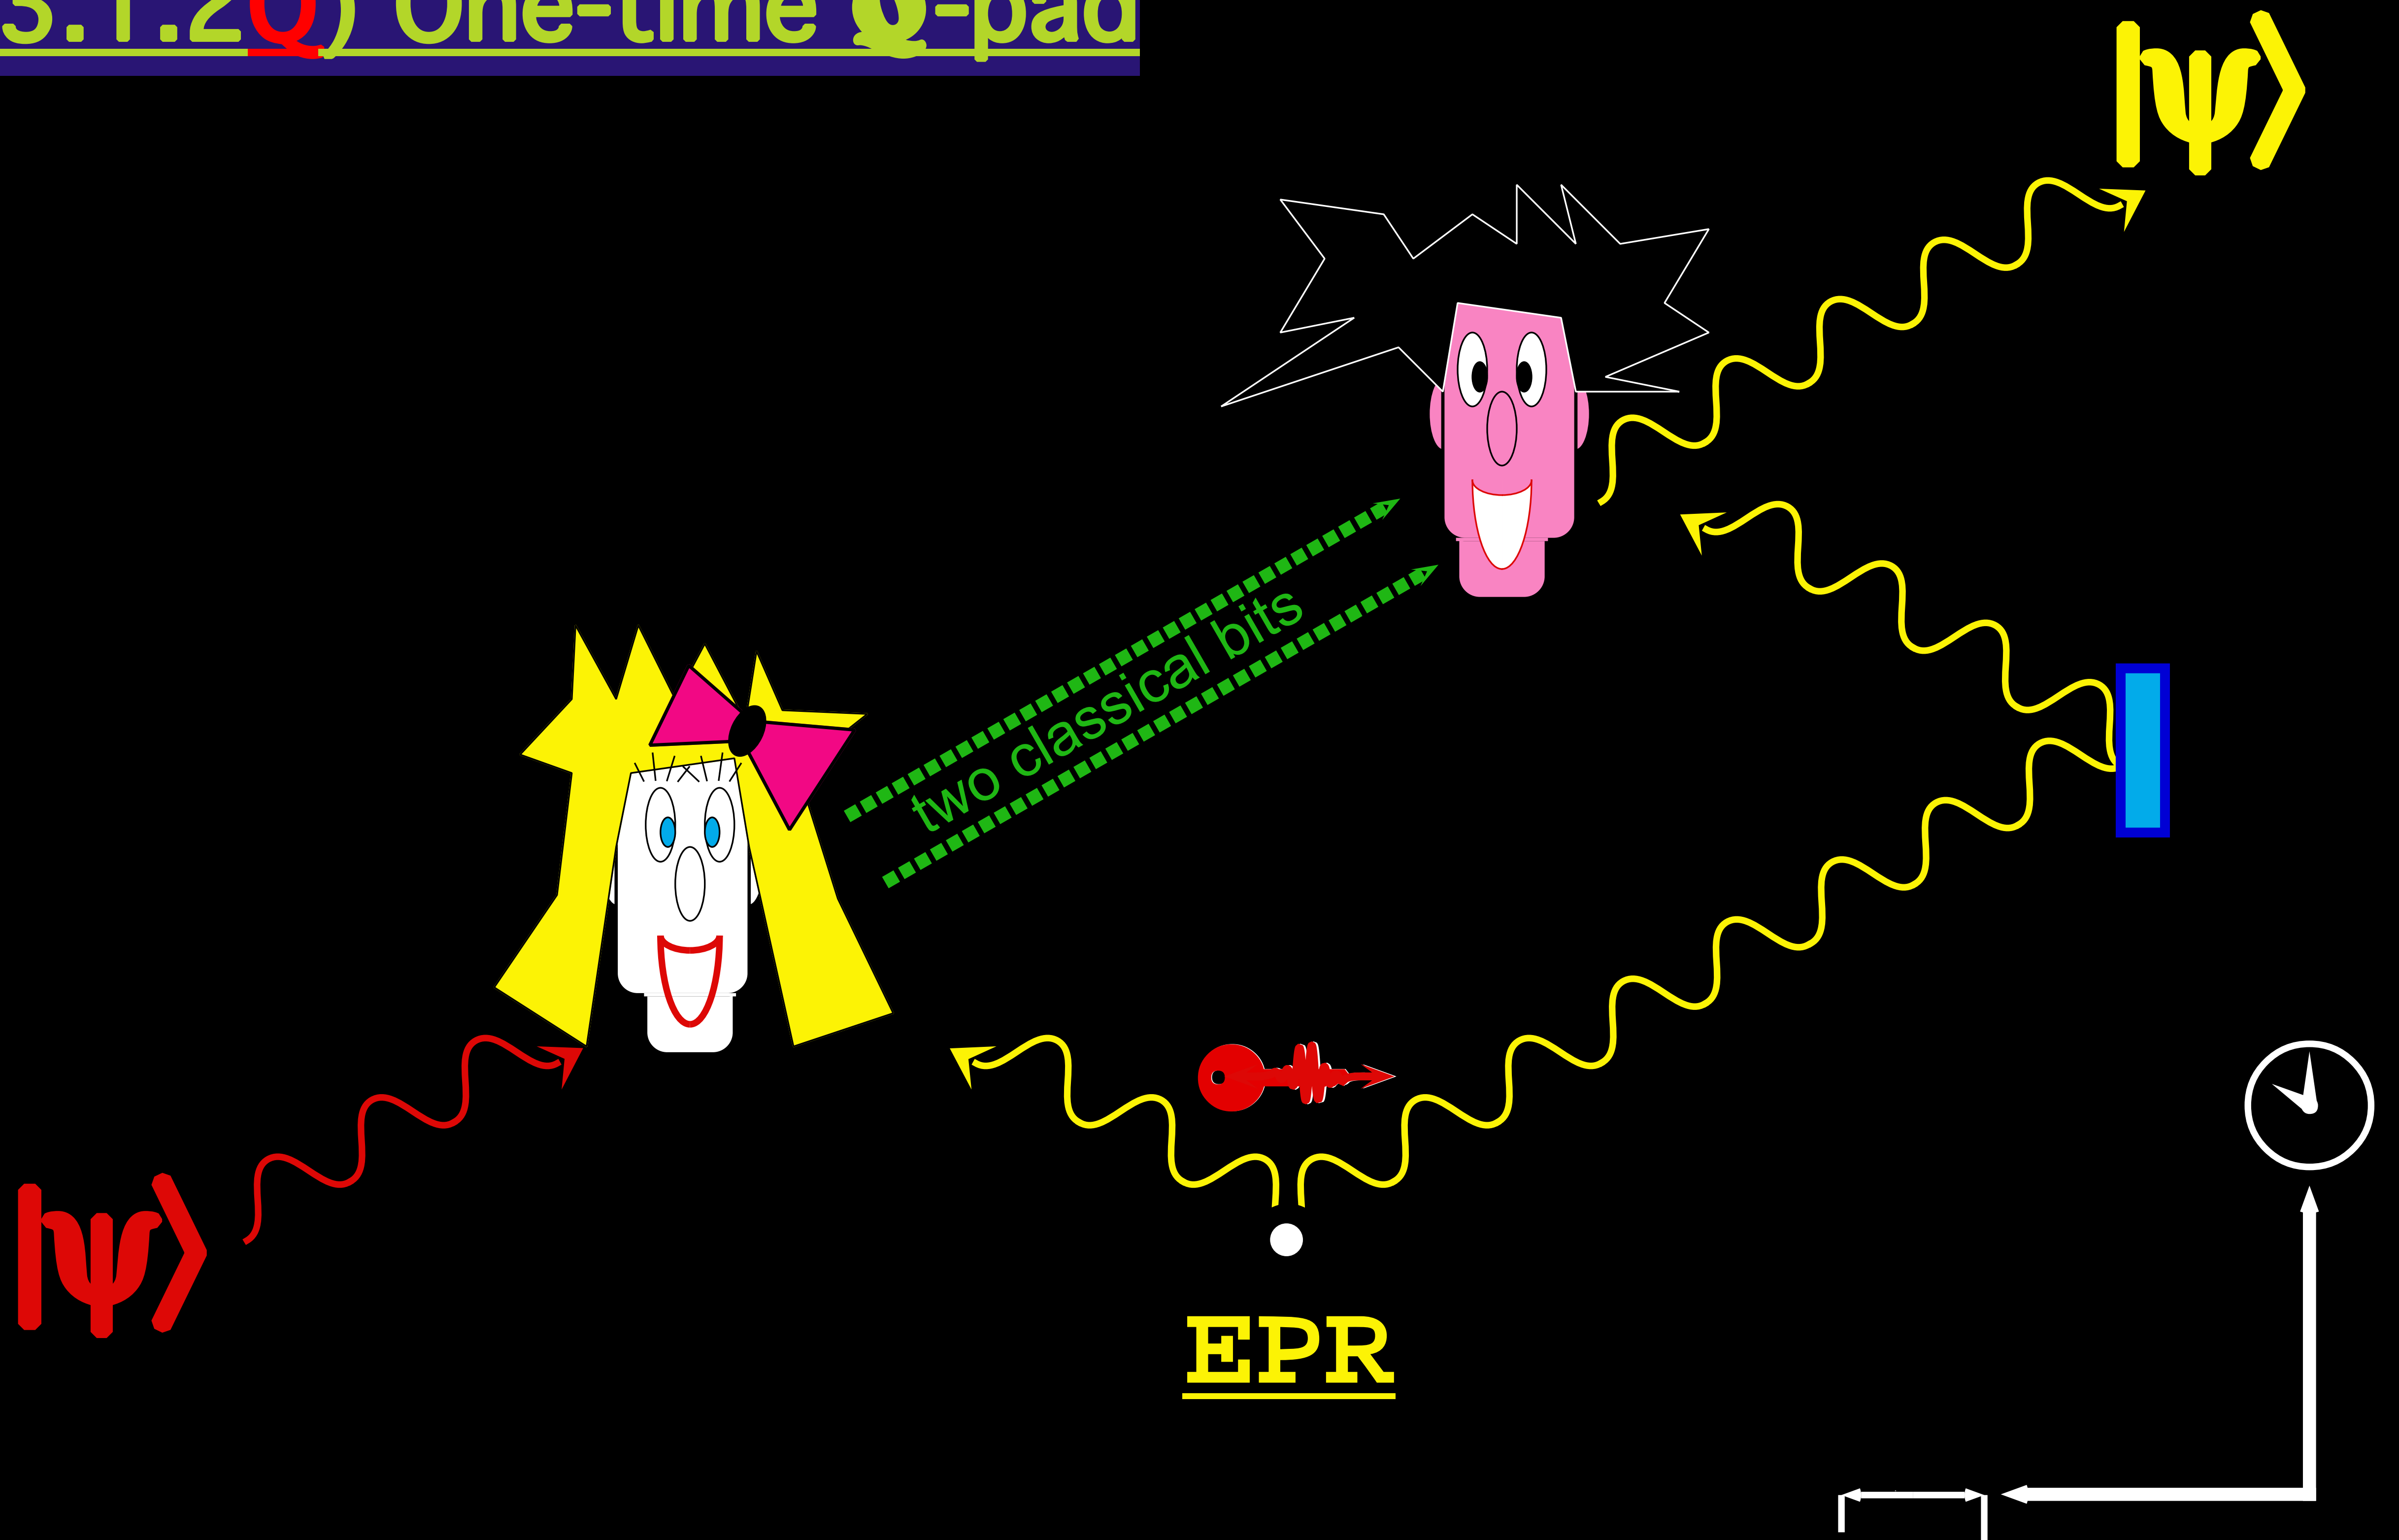 3.1.2Q) One-time Q-pad
|ψ⟩
two classical bits
|ψ⟩
EPR